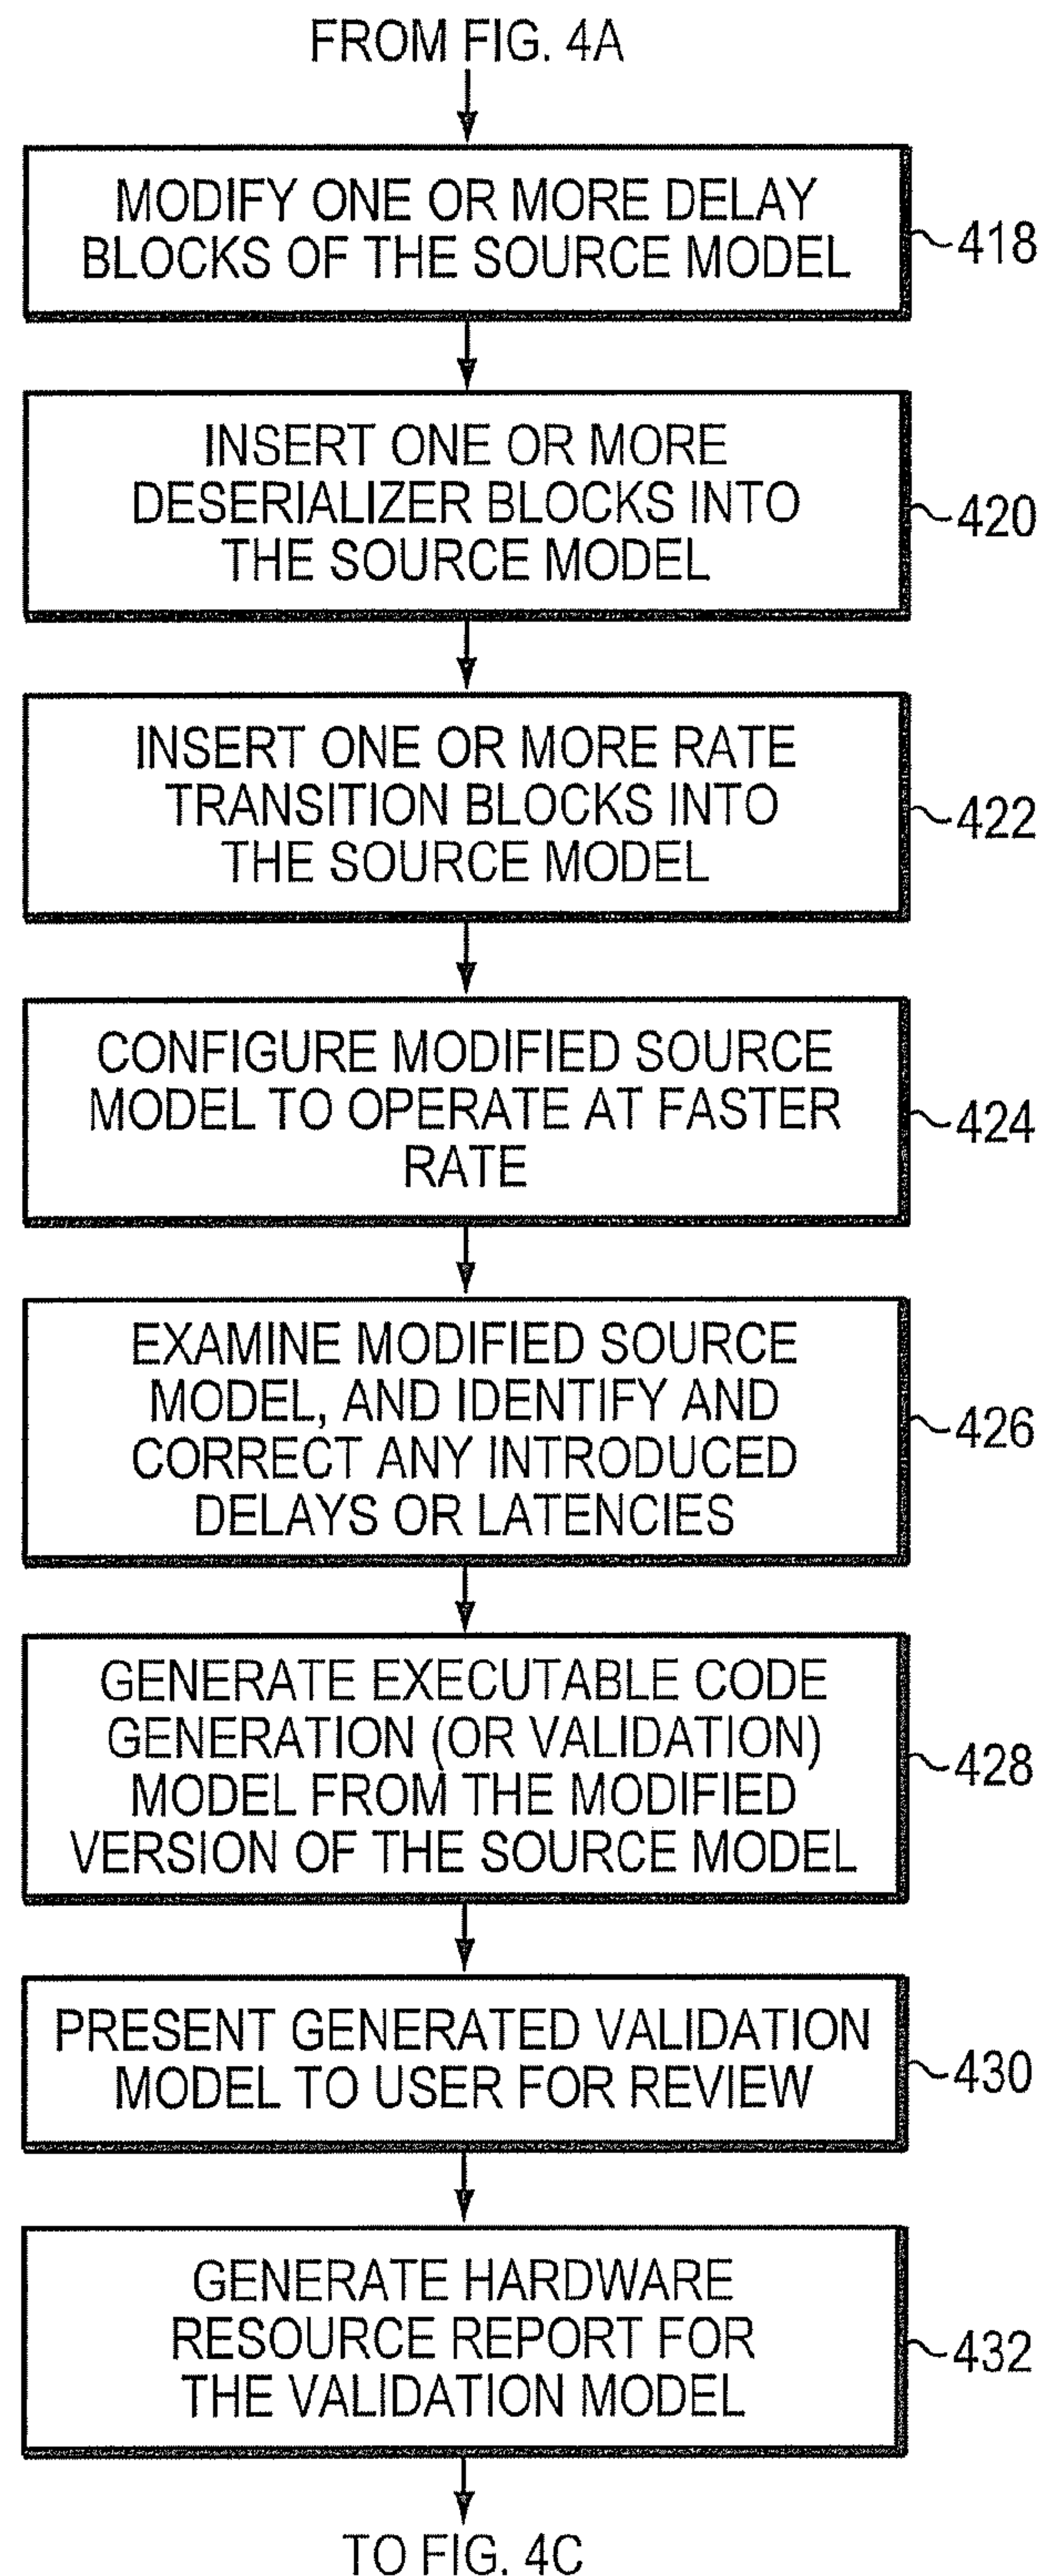 FROM FIG. 4A
MODIFY ONE OR MORE DELAY
BLOCKS OF THE SOURCE MODEL
418
INSERT ONE OR MORE
DESERIALIZER BLOCKS INTO
THE SOURCE MODEL
420
INSERT ONE OR MORE RATE
TRANSITION BLOCKS INTO
THE SOURCE MODEL
422
CONFIGURE MODIFIED SOURCE
MODEL TO OPERATE AT FASTER
RATE
424
EXAMINE MODIFIED SOURCE
MODEL, AND IDENTIFY AND
CORRECT ANY INTRODUCED
DELAYS OR LATENCIES
426
GENERATE EXECUTABLE CODE
GENERATION (OR VALIDATION)
MODEL FROM THE MODIFIED
VERSION OF THE SOURCE MODEL
428
PRESENT GENERATED VALIDATION
MODEL TO USER FOR REVIEW
430
GENERATE HARDWARE
RESOURCE REPORT FOR
THE VALIDATION MODEL
432
TO FIG. 4C